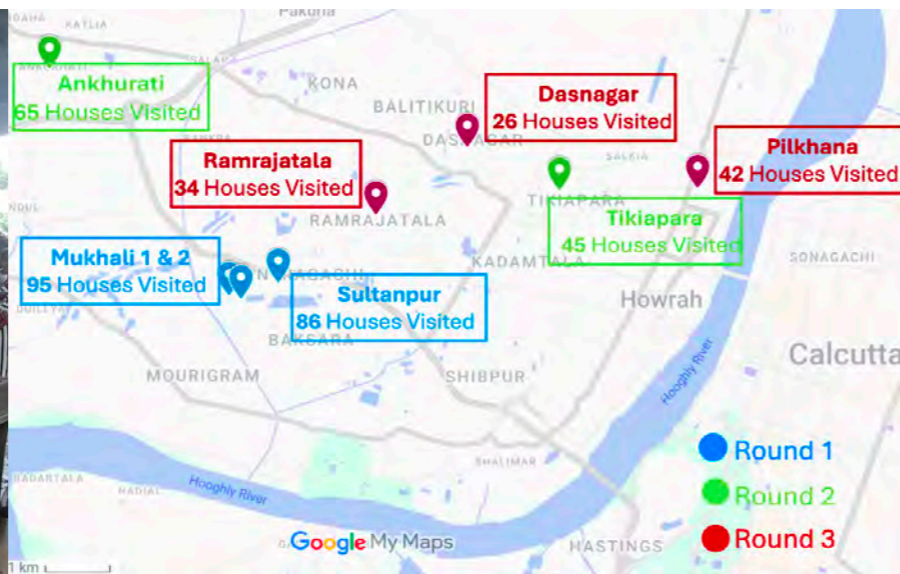 Pakuria
KATLIA
Ankhurati
65 Houses Visited
KONA
BALITIKURI
Dasnagar
26 Houses Visited
DASNAGAR
SALKIA
Pilkhana
42 Houses Visited
Ramrajatala
34 Houses Visited
RAMRAJATALA
TIKIAPARA
Tikiapara
45 Houses Visited
KADAMTALA
SONAGACHI
Mukhali 1 & 2
95 Houses Visited
Sultanpur
86 Houses Visited
Howrah
BAKSARA
Calcutta
MOURIGRAM
SHIBPUR
Hooghly River
Round 1
SHALIMAR
Hooghly River
Round 2
Google My Maps
HASTINGS
Round 3
1 km